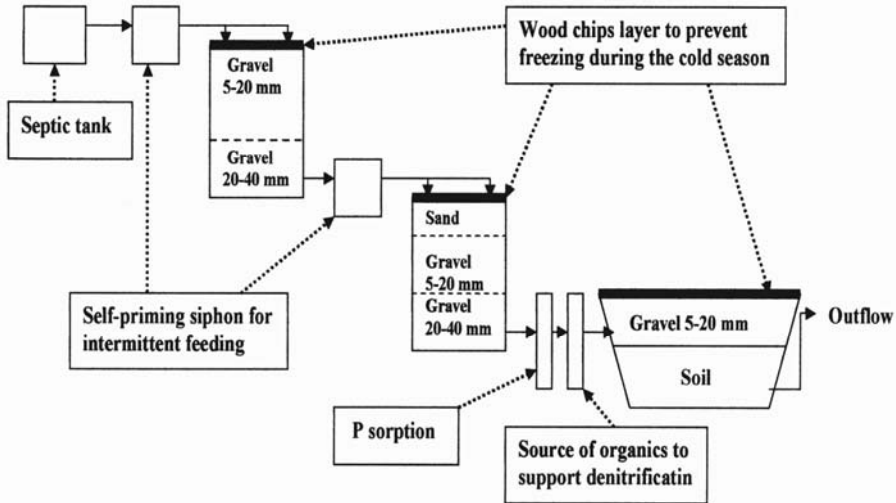 Wood chips layer to prevent
freezing during the cold season
Gravel
5-20 mm
Septic tank
Gravel
20-40 mm
Sand
Gravel
5-20 mm
Gravel
20-40 mm
Self-priming siphon for
intermittent feeding
Gravel 5-20 mm
Outflow
Soil
P sorption
Source of organics to
support denitrificatin